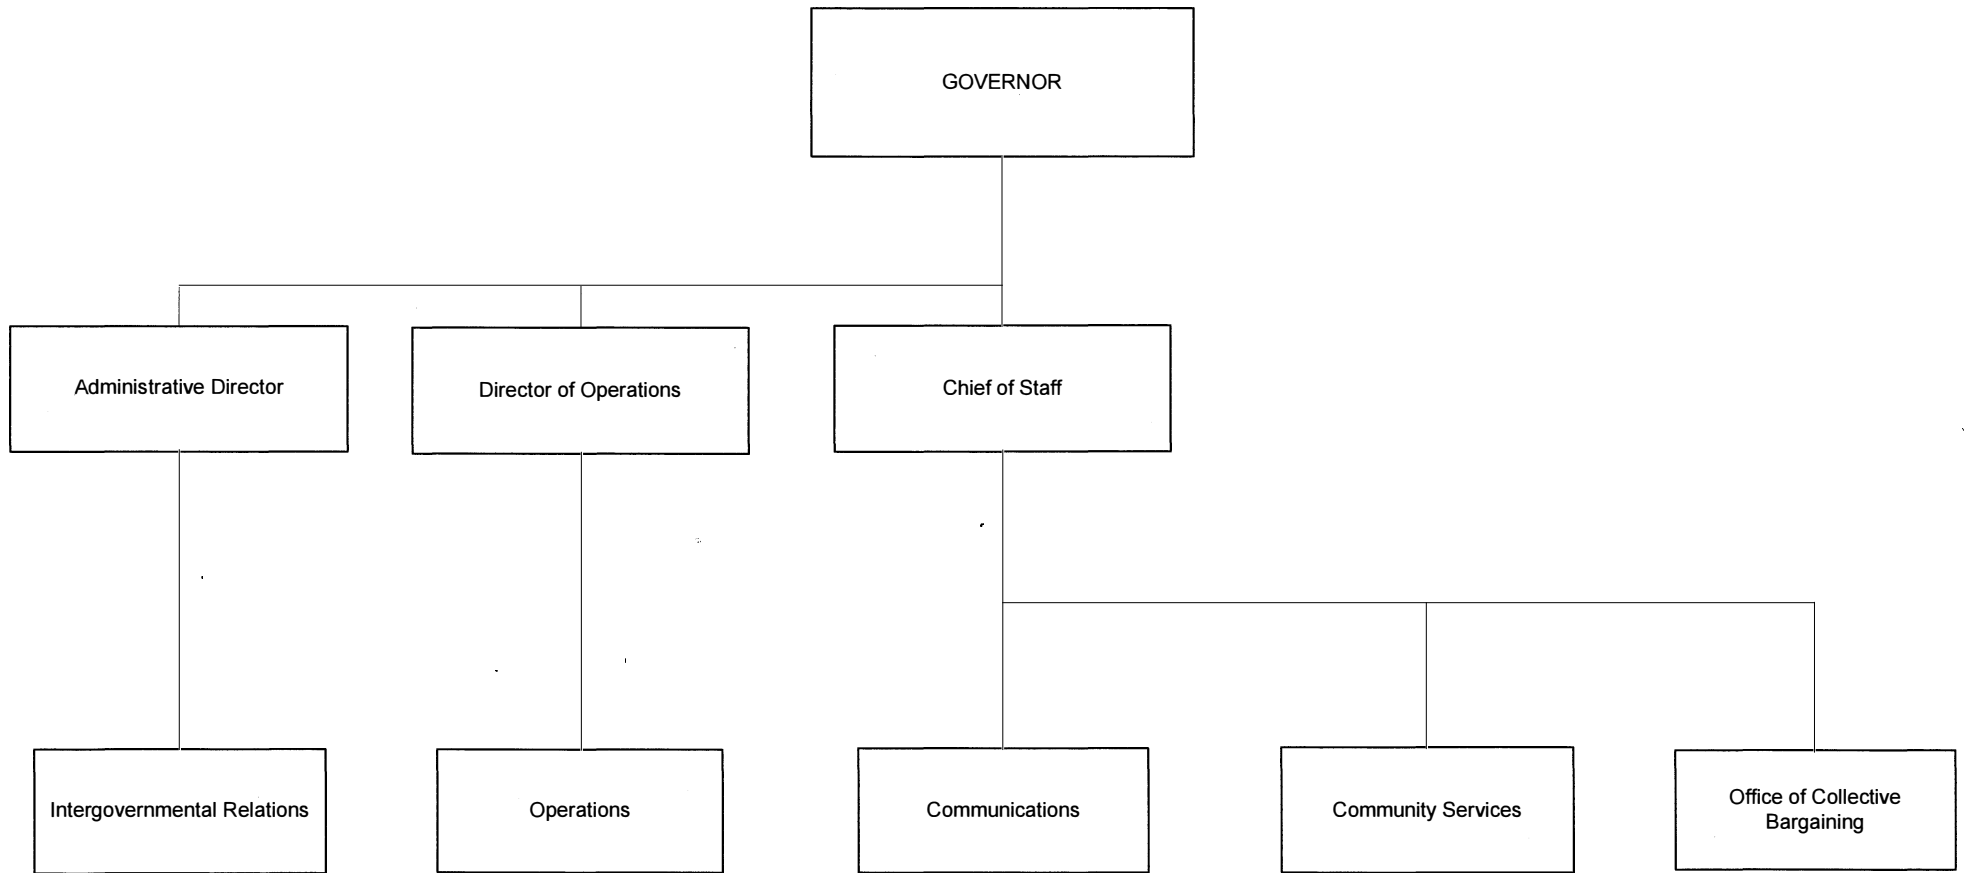 GOVERNOR
Administrative Director
Director of Operations
Chief of Staff
Intergovernmental Relations
Operations
Communications
Community Services
Office of Collective
Bargaining